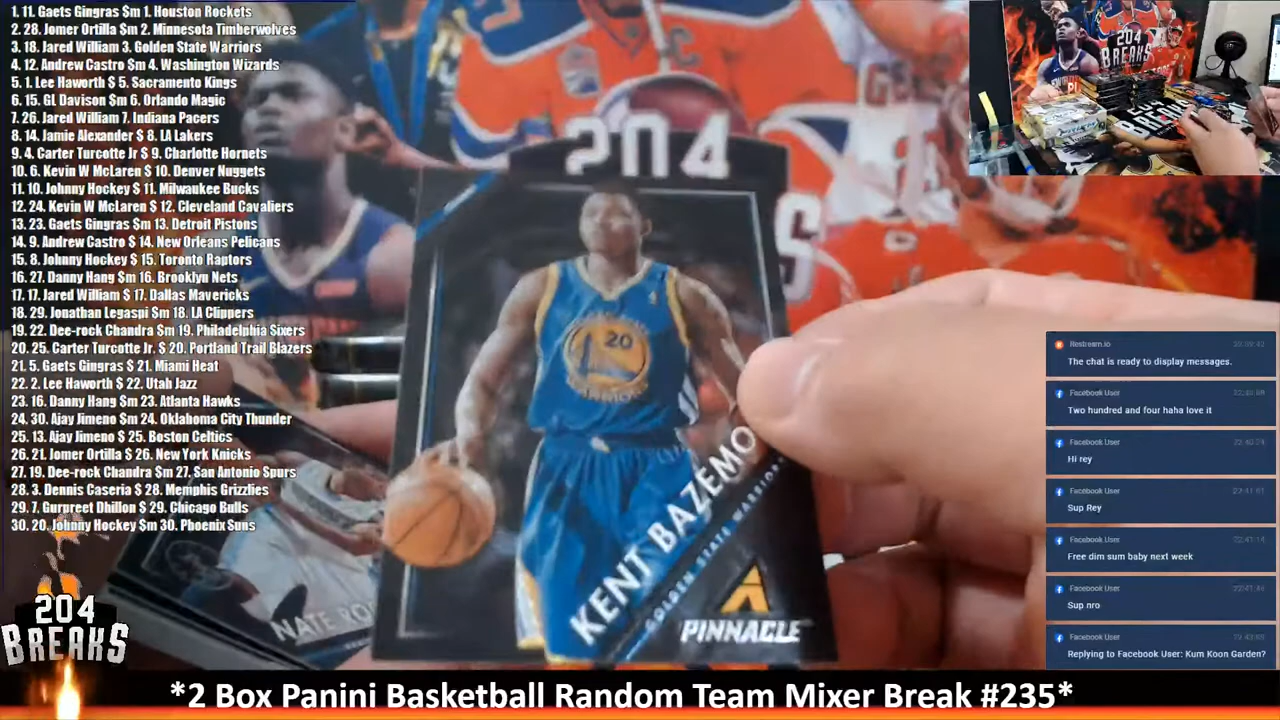 1. 11. Gaets Gingras $m 1. Houston Rockets
2. 28. Jomer Ortilla $m 2. Minnesota Timberwolves
3. 18. Jared William 3. Golden State Warriors
4. 12. Andrew Castro $m 4. Washington Wizards
5. 1. Lee Haworth $ 5. Sacramento Kings
6. 15. GL Davison $m 6. Orlando Magic
7. 26. Jared William 7. Indiana Pacers
8. 14. Jamie Alexander $ 8. LA Lakers
9. 4. Carter Turcotte Jr $ 9. Charlotte Hornets
10. 6. Kevin W McLaren $ 10. Denver Nuggets
11. 10. Johnny Hockey $ 11. Milwaukee Bucks
12. 24. Kevin W McLaren $ 12. Cleveland Cavaliers
13. 23. Gaets Gingras $m 13. Detroit Pistons
14. 9. Andrew Castro $ 14. New Orleans Pelicans
15. 8. Johnny Hockey $ 15. Toronto Raptors
16. 27. Danny Hang $m 16. Brooklyn Nets
17. 17. Jared William $ 17. Dallas Mavericks
18. 29. Jonathan Legaspi $m 18. LA Clippers
19. 22. Dee-rock Chandra $m 19. Philadelphia Sixers
20. 25. Carter Turcotte Jr. $ 20. Portland Trail Blazers
21. 5. Gaets Gingras $ 21. Miami Heat
22. 2. Lee Haworth $ 22. Utah Jazz
23. 16. Danny Hang $m 23. Atlanta Hawks
24. 30. Ajay Jimeno $m 24. Oklahoma City Thunder
25. 13. Ajay Jimeno $ 25. Boston Celtics
26. 21. Jomer Ortilla $ 26. New York Knicks
27. 19. Dee-rock Chandra $m 27. San Antonio Spurs
28. 3. Dennis Caseria $ 28. Memphis Grizzlies
29. 7. Gurpreet Dhillon $ 29. Chicago Bulls
30. 20. Johnny Hockey $m 30. Phoenix Suns
204
BREAKS
204
20
KENT BAZEMO
GOLDEN STATE WARRIORS
PINNACLE
NATE RO
204
BREAKS
204
BREAKS
Restream.io
The chat is ready to display messages.
Facebook User
Two hundred and four haha love it
Facebook User
Hi rey
Facebook User
Sup Rey
Facebook User
Free dim sum baby next week
Facebook User
Sup nro
Facebook User
Replying to Facebook User: Kum Koon Garden?
*2 Box Panini Basketball Random Team Mixer Break #235*